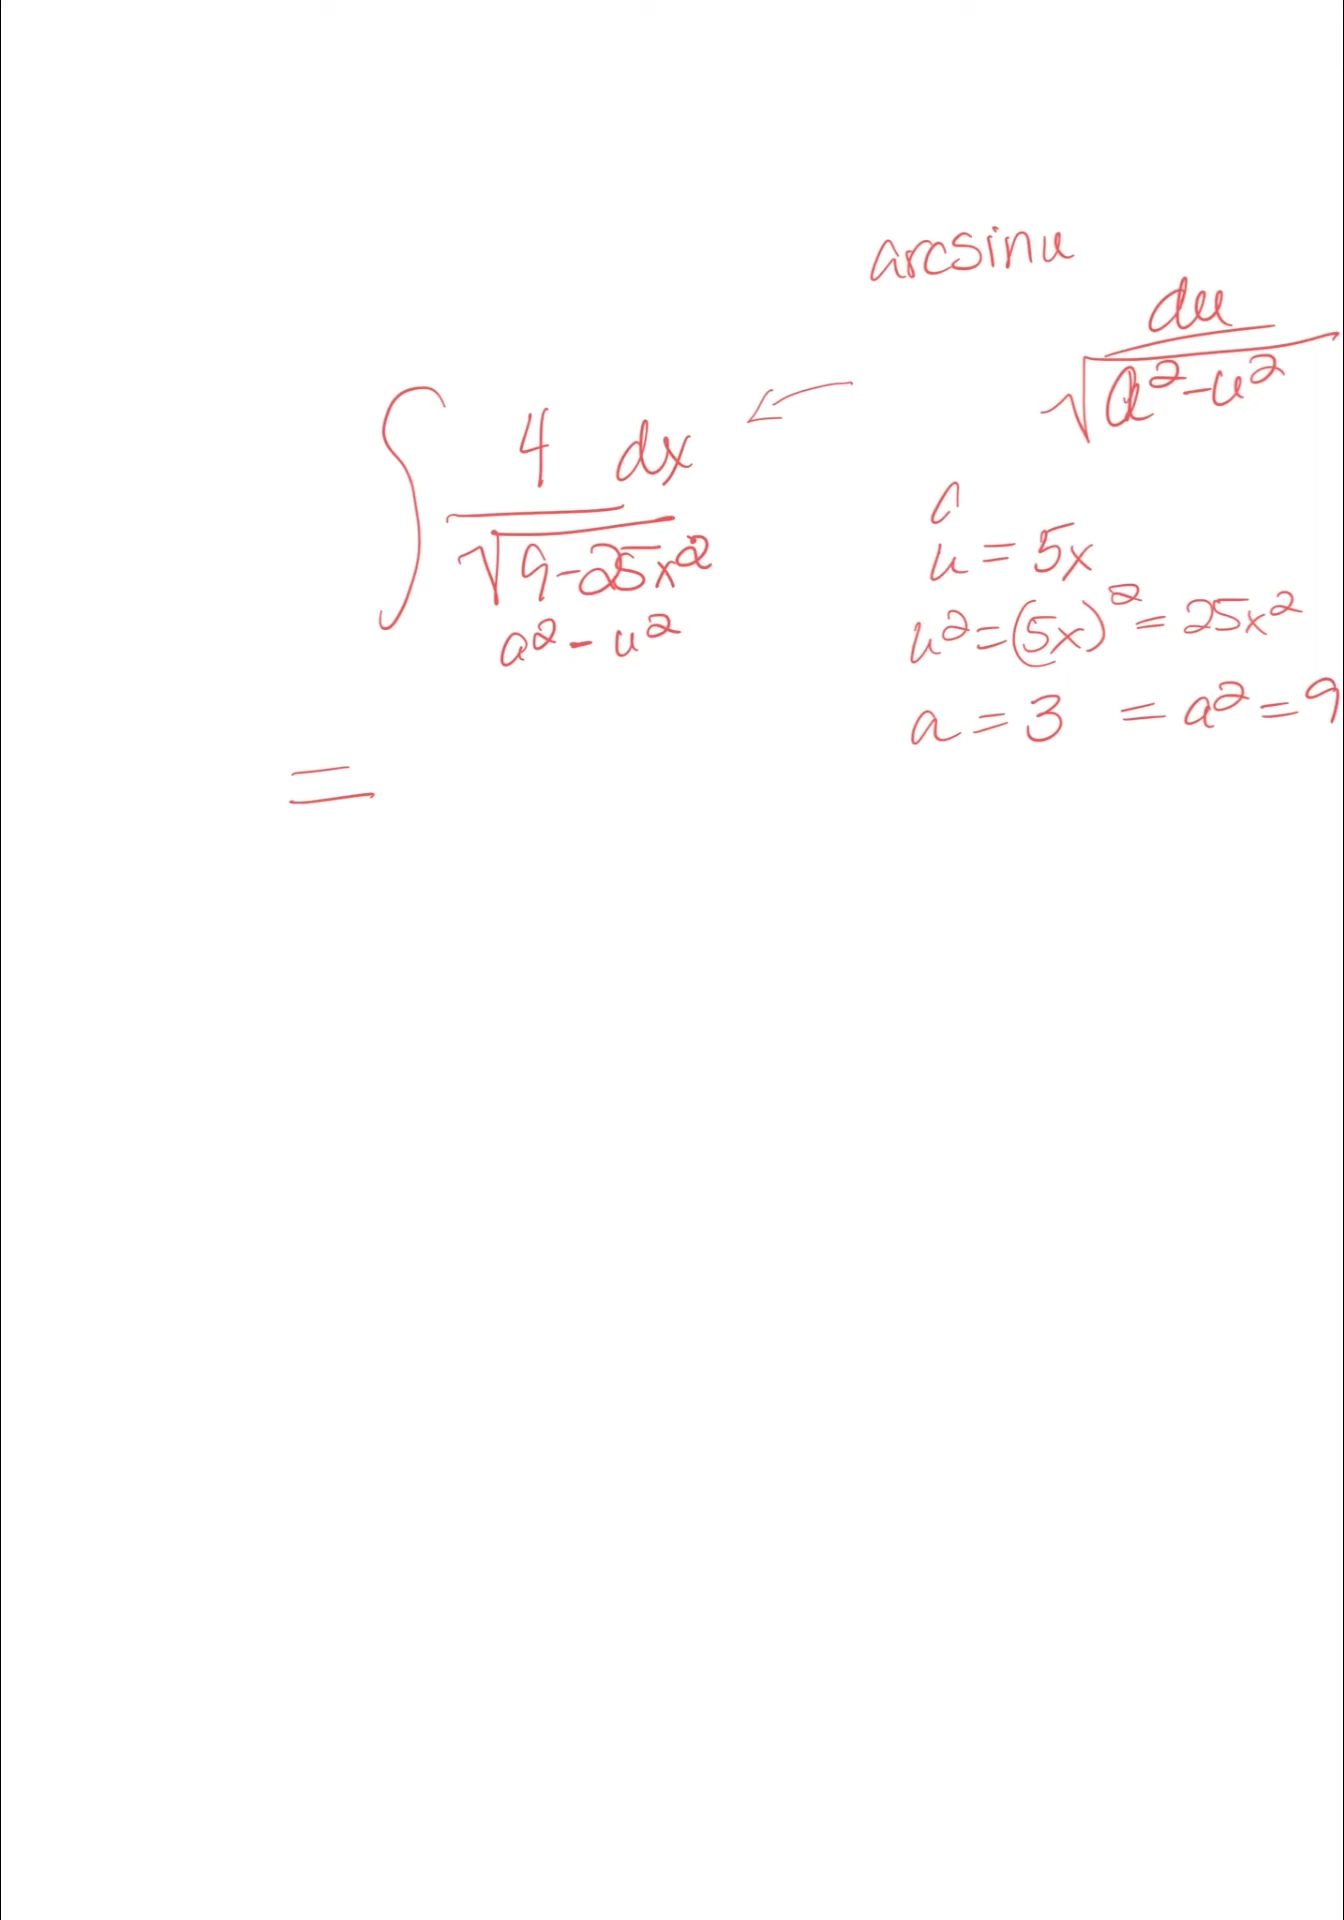 arcsinu
du
√a²-u²
∫ 4 dx
√9-25x²
a² - u²
u = 5x
u² = (5x)² = 25x²
a = 3 = a² = 9
=